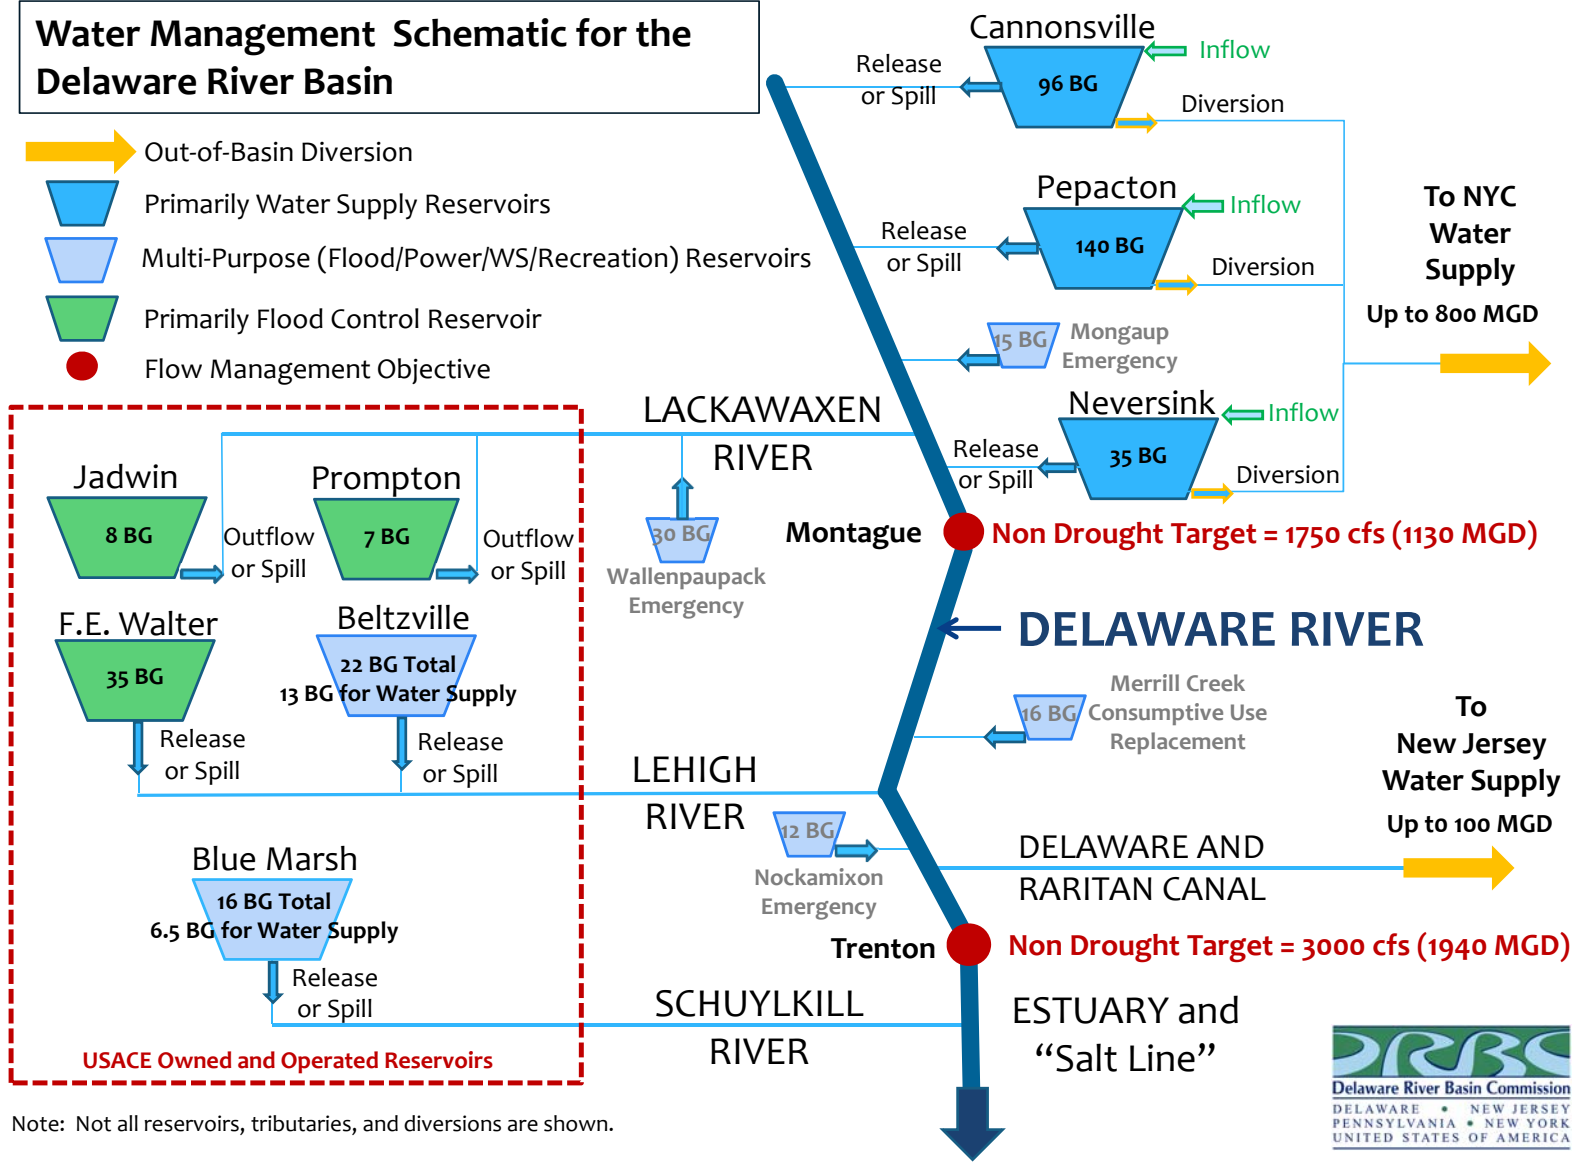 Water Management  Schematic for the
Delaware River Basin
Out-of-Basin Diversion
Primarily Water Supply Reservoirs
Multi-Purpose (Flood/Power/WS/Recreation) Reservoirs
Primarily Flood Control Reservoir
Flow Management Objective
Cannonsville
96 BG
Inflow
Release
or Spill
Diversion
Pepacton
140 BG
Inflow
Release
or Spill
Diversion
To NYC
Water
Supply
Up to 800 MGD
15 BG
Mongaup
Emergency
Neversink
35 BG
Inflow
Release
or Spill
Diversion
LACKAWAXEN
RIVER
Jadwin
8 BG
Outflow
or Spill
Prompton
7 BG
Outflow
or Spill
30 BG
Wallenpaupack
Emergency
Montague
Non Drought Target = 1750 cfs (1130 MGD)
F.E. Walter
35 BG
Release
or Spill
Beltzville
22 BG Total
13 BG for Water Supply
Release
or Spill
DELAWARE RIVER
16 BG
Merrill Creek
Consumptive Use
Replacement
LEHIGH
RIVER
To
New Jersey
Water Supply
Up to 100 MGD
12 BG
Nockamixon
Emergency
DELAWARE AND
RARITAN CANAL
Blue Marsh
16 BG Total
6.5 BG for Water Supply
Release
or Spill
Trenton
Non Drought Target = 3000 cfs (1940 MGD)
SCHUYLKILL
RIVER
ESTUARY and
“Salt Line”
USACE Owned and Operated Reservoirs
Note:  Not all reservoirs, tributaries, and diversions are shown.
DRBC
Delaware River Basin Commission
DELAWARE • NEW JERSEY
PENNSYLVANIA • NEW YORK
UNITED STATES OF AMERICA